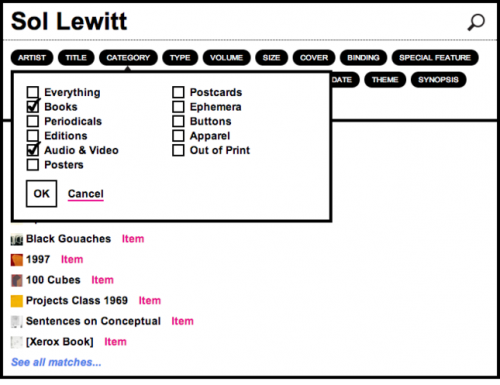 Sol Lewitt
ARTIST TITLE CATEGORY TYPE VOLUME SIZE COVER BINDING SPECIAL FEATURE
DATE THEME SYNOPSIS
Everything
Books
Periodicals
Editions
Audio & Video
Posters
Postcards
Ephemera
Buttons
Apparel
Out of Print
OK Cancel
Black Gouaches Item
1997 Item
100 Cubes Item
Projects Class 1969 Item
Sentences on Conceptual Item
[Xerox Book] Item
See all matches...